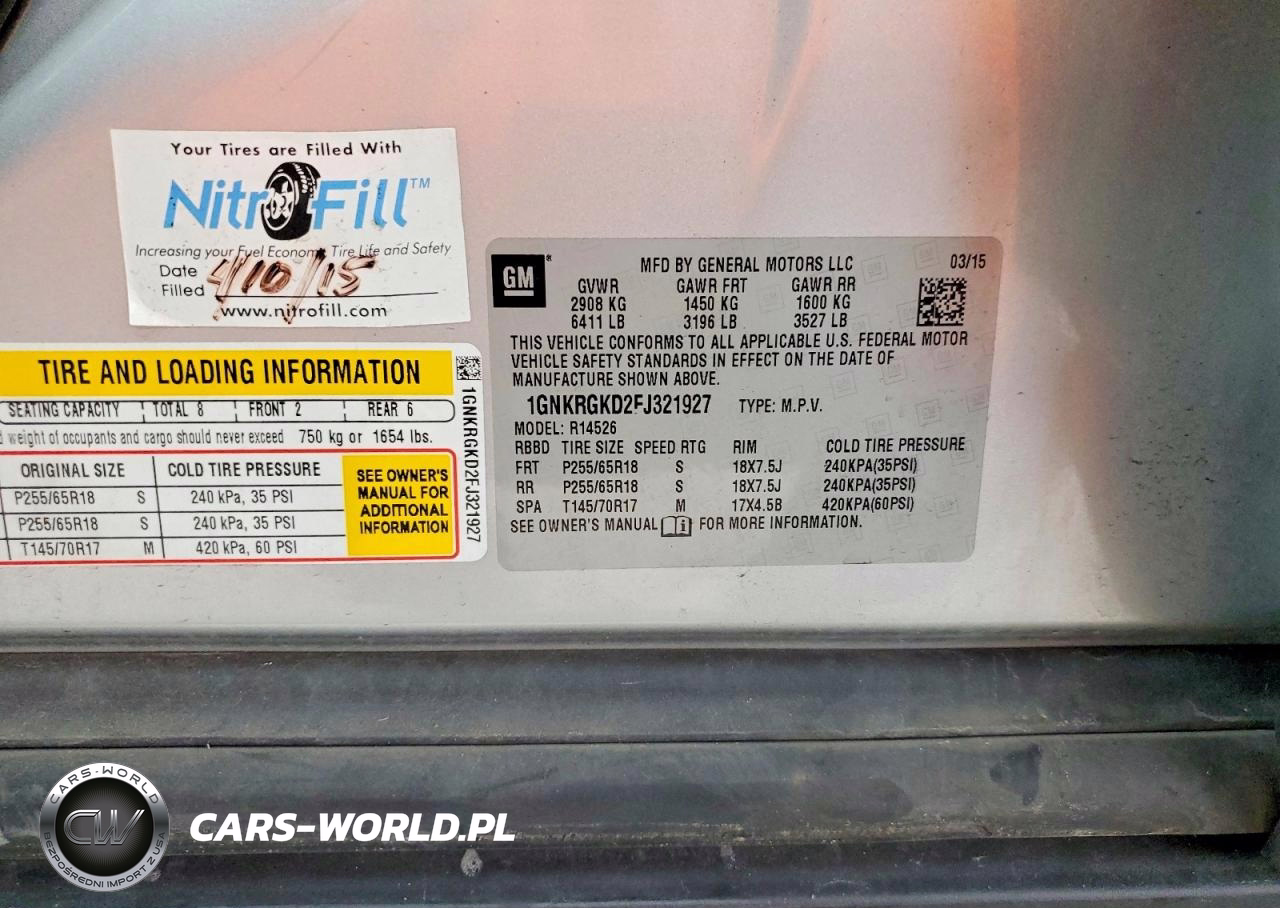 Your Tires are Filled With
NitroFill™
Increasing your Fuel Economy, Tire Life and Safety
Date
Filled 4/10/15
www.nitrofill.com
TIRE AND LOADING INFORMATION
SEATING CAPACITY TOTAL 8 FRONT 2 REAR 6
weight of occupants and cargo should never exceed 750 kg or 1654 lbs.
ORIGINAL SIZE COLD TIRE PRESSURE
P255/65R18 S 240 kPa, 35 PSI
P255/65R18 S 240 kPa, 35 PSI
T145/70R17 M 420 kPa, 60 PSI
SEE OWNER'S
MANUAL FOR
ADDITIONAL
INFORMATION
1GNKRGKD2FJ321927
GM®
MFD BY GENERAL MOTORS LLC 03/15
GVWR GAWR FRT GAWR RR
2908 KG 1450 KG 1600 KG
6411 LB 3196 LB 3527 LB
THIS VEHICLE CONFORMS TO ALL APPLICABLE U.S. FEDERAL MOTOR
VEHICLE SAFETY STANDARDS IN EFFECT ON THE DATE OF
MANUFACTURE SHOWN ABOVE.
1GNKRGKD2FJ321927 TYPE: M.P.V.
MODEL: R14526
RBBD TIRE SIZE SPEED RTG RIM COLD TIRE PRESSURE
FRT P255/65R18 S 18X7.5J 240KPA(35PSI)
RR P255/65R18 S 18X7.5J 240KPA(35PSI)
SPA T145/70R17 M 17X4.5B 420KPA(60PSI)
SEE OWNER'S MANUAL FOR MORE INFORMATION.
CARS-WORLD
CW
BEZPOŚREDNI IMPORT Z USA
CARS-WORLD.PL